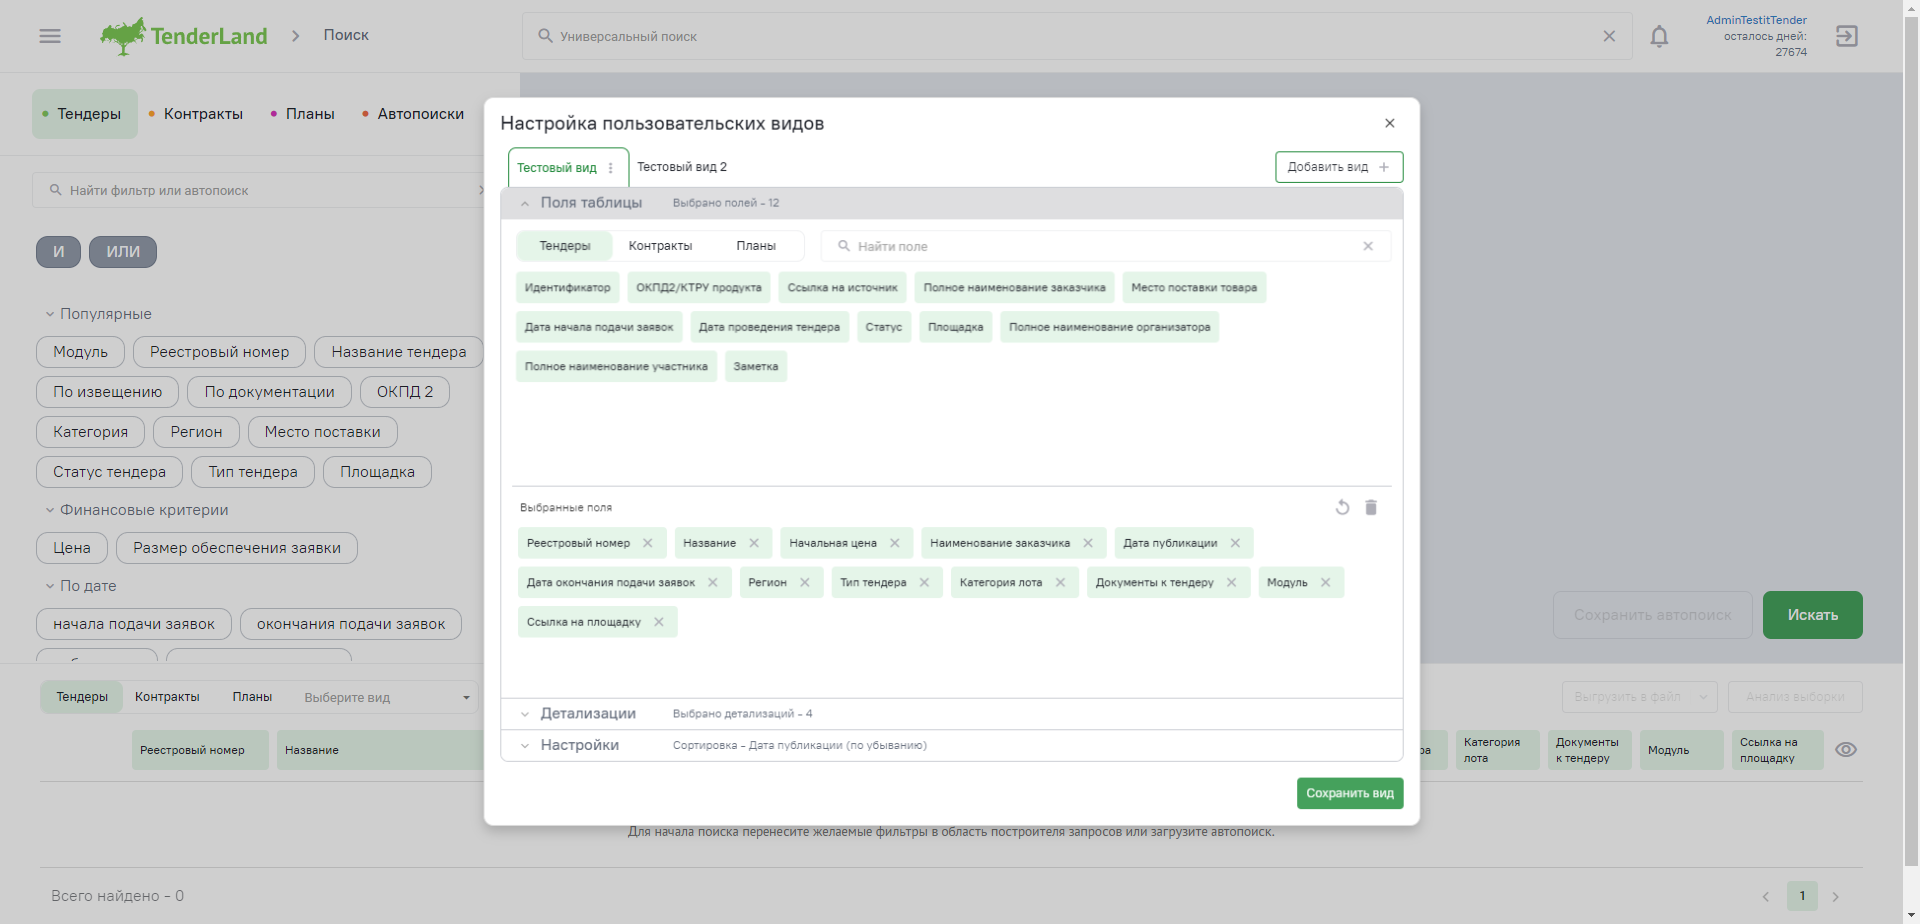 TenderLand
Поиск
Универсальный поиск
AdminTestitTender
осталось дней:
27674
Тендеры
Контракты
Планы
Автопоиски
Найти фильтр или автопоиск
И
ИЛИ
Популярные
Модуль
Реестровый номер
Название тендера
По извещению
По документации
ОКПД 2
Категория
Регион
Место поставки
Статус тендера
Тип тендера
Площадка
Финансовые критерии
Цена
Размер обеспечения заявки
По дате
начала подачи заявок
окончания подачи заявок
Настройка пользовательских видов
Тестовый вид
Тестовый вид 2
Добавить вид
Поля таблицы
Выбрано полей - 12
Тендеры
Контракты
Планы
Найти поле
Идентификатор
ОКПД2/КТРУ продукта
Ссылка на источник
Полное наименование заказчика
Место поставки товара
Дата начала подачи заявок
Дата проведения тендера
Статус
Площадка
Полное наименование организатора
Полное наименование участника
Заметка
Выбранные поля
Реестровый номер
Название
Начальная цена
Наименование заказчика
Дата публикации
Дата окончания подачи заявок
Регион
Тип тендера
Категория лота
Документы к тендеру
Модуль
Ссылка на площадку
Детализации
Выбрано детализаций - 4
Настройки
Сортировка - Дата публикации (по убыванию)
Сохранить вид
Сохранить автопоиск
Искать
Тендеры
Контракты
Планы
Выберите вид
Выгрузить в файл
Анализ выборки
Реестровый номер
Название
ра
Категория
лота
Документы
к тендеру
Модуль
Ссылка на
площадку
Для начала поиска перенесите желаемые фильтры в область построителя запросов или загрузите автопоиск.
Всего найдено - 0
1